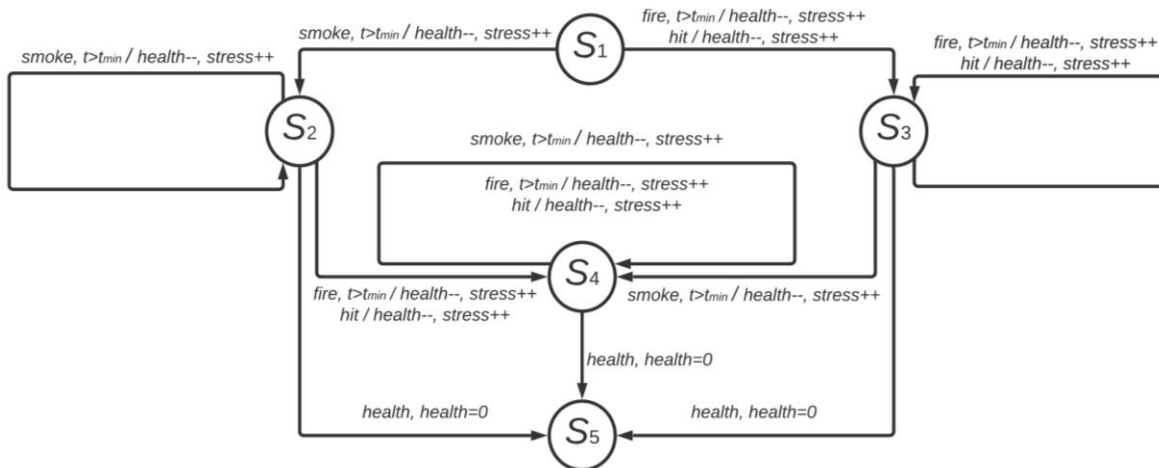 fire, t>tmin / health--, stress++
smoke, t>tmin / health--, stress++
hit / health--, stress++
S1
fire, t>tmin / health--, stress++
smoke, t>tmin / health--, stress++
hit / health--, stress++
S2
S3
smoke, t>tmin / health--, stress++
fire, t>tmin / health--, stress++
hit / health--, stress++
S4
fire, t>tmin / health--, stress++
smoke, t>tmin / health--, stress++
hit / health--, stress++
health, health=0
health, health=0
health, health=0
S5